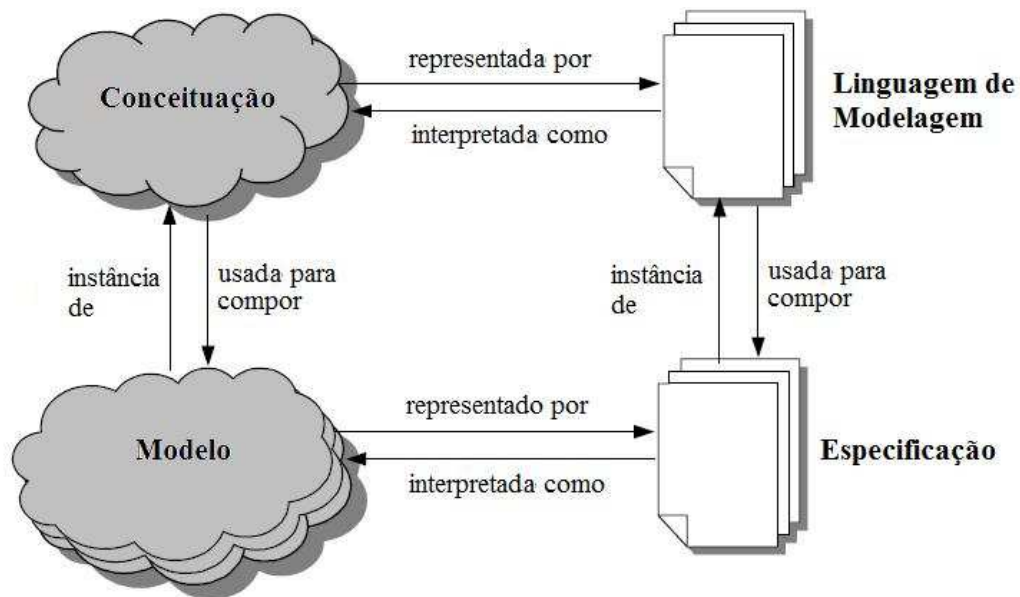 representada por
Conceituação
Linguagem de
Modelagem
interpretada como
instância
de
usada para
compor
instância
de
usada para
compor
representado por
Modelo
Especificação
interpretada como